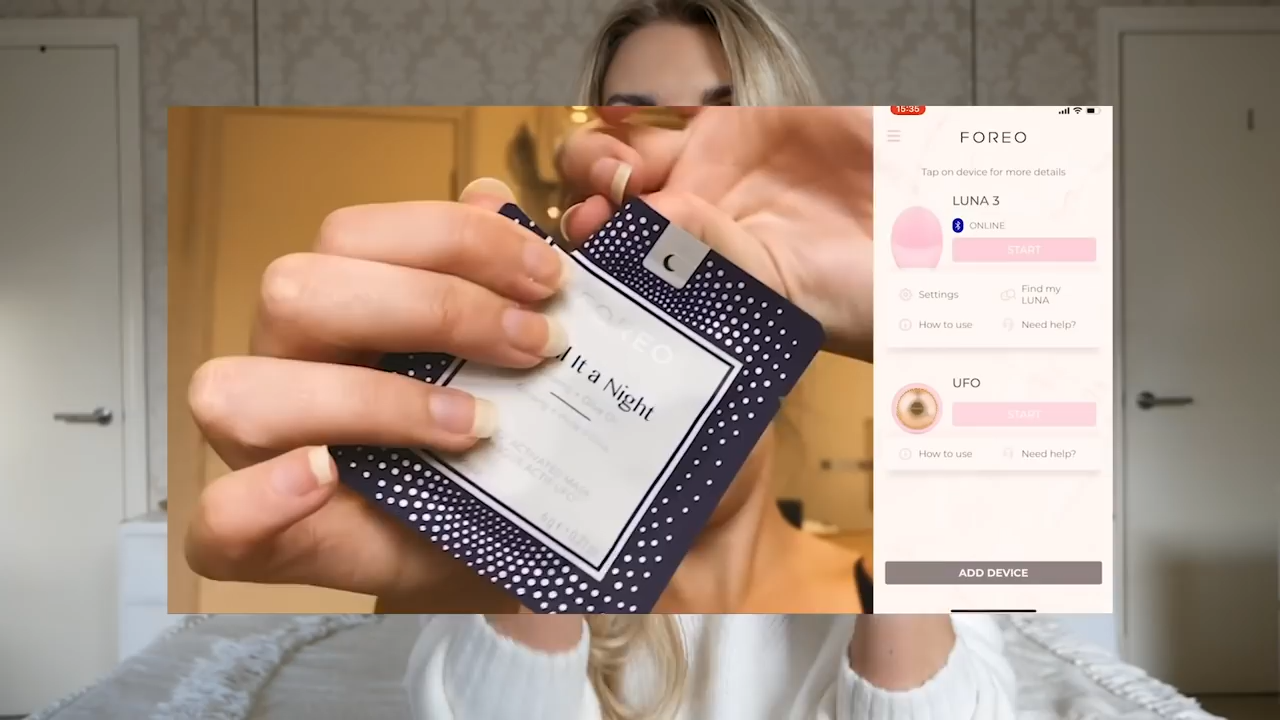 FOREO
l It a Night
15:35
FOREO
Tap on device for more details
LUNA 3
ONLINE
START
Settings
Find my
LUNA
How to use
Need help?
UFO
START
How to use
Need help?
ADD DEVICE